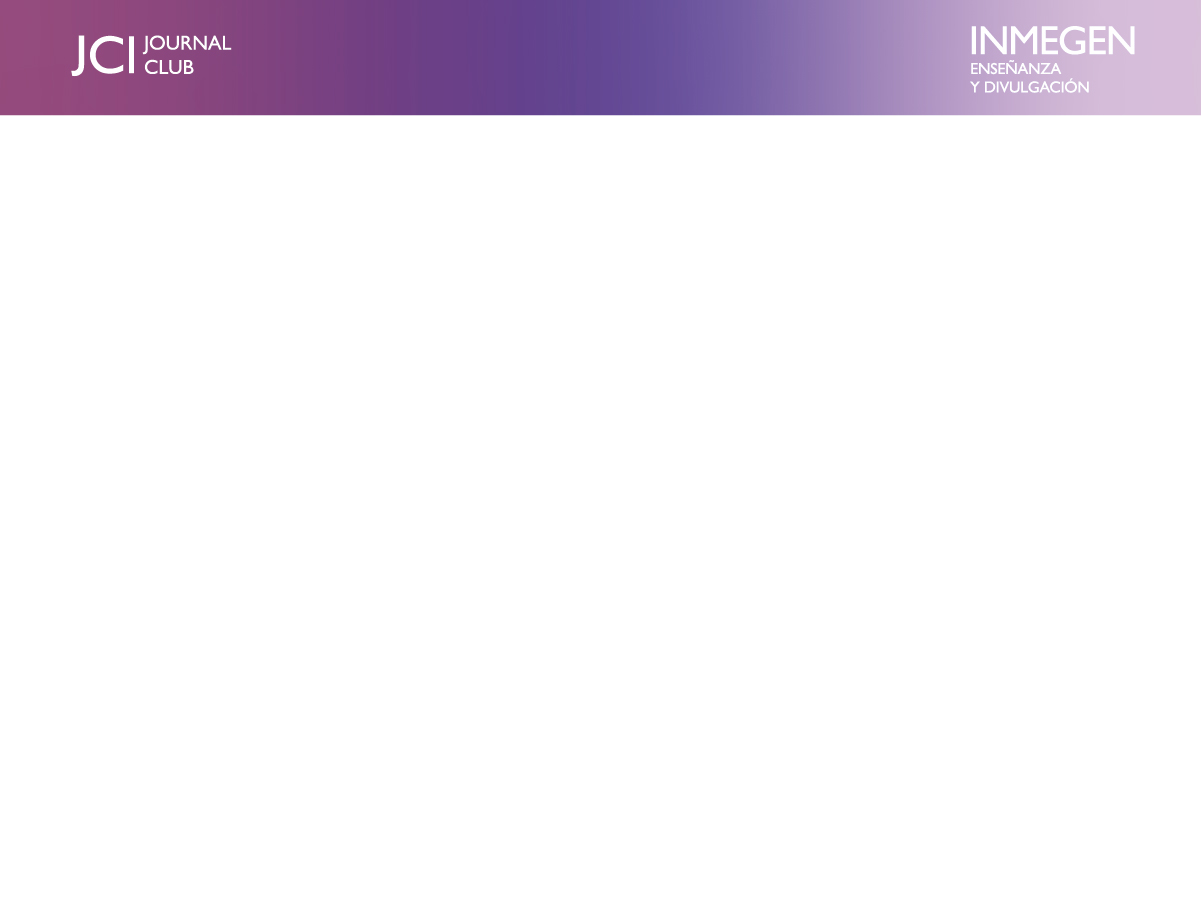 JCI JOURNAL
CLUB
INMEGEN
ENSEÑANZA
Y DIVULGACIÓN